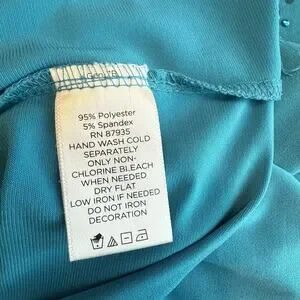 95% Polyester
5% Spandex
RN 87935
HAND WASH COLD
SEPARATELY
ONLY NON-
CHLORINE BLEACH
WHEN NEEDED
DRY FLAT
LOW IRON IF NEEDED
DO NOT IRON
DECORATION